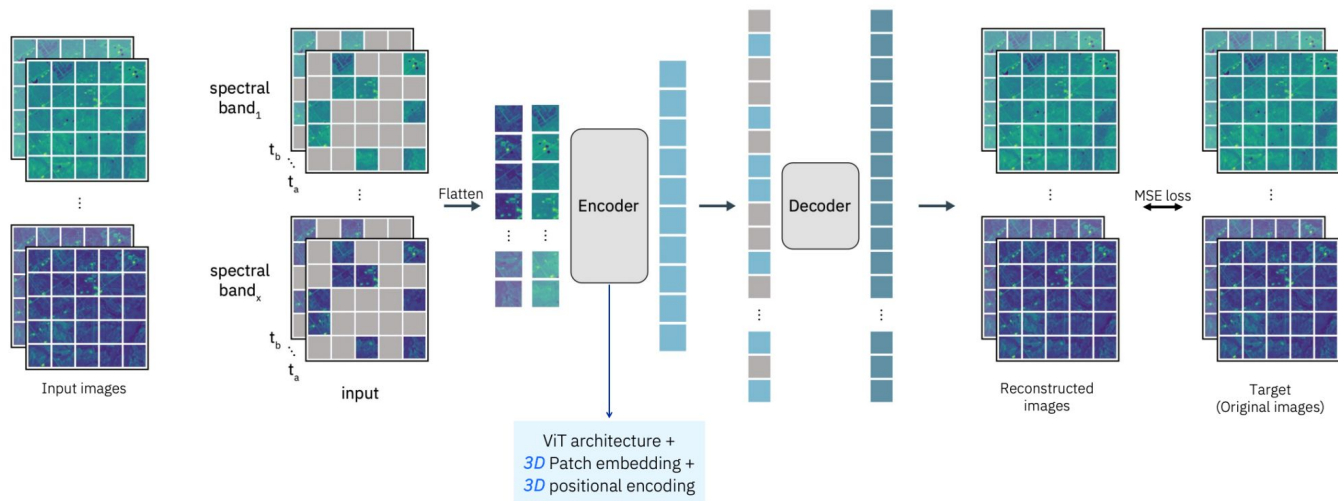 Input images
spectral
band1
tb
ta
spectral
bandx
tb
ta
input
Flatten
Encoder
ViT architecture +
3D Patch embedding +
3D positional encoding
Decoder
Reconstructed
images
MSE loss
Target
(Original images)